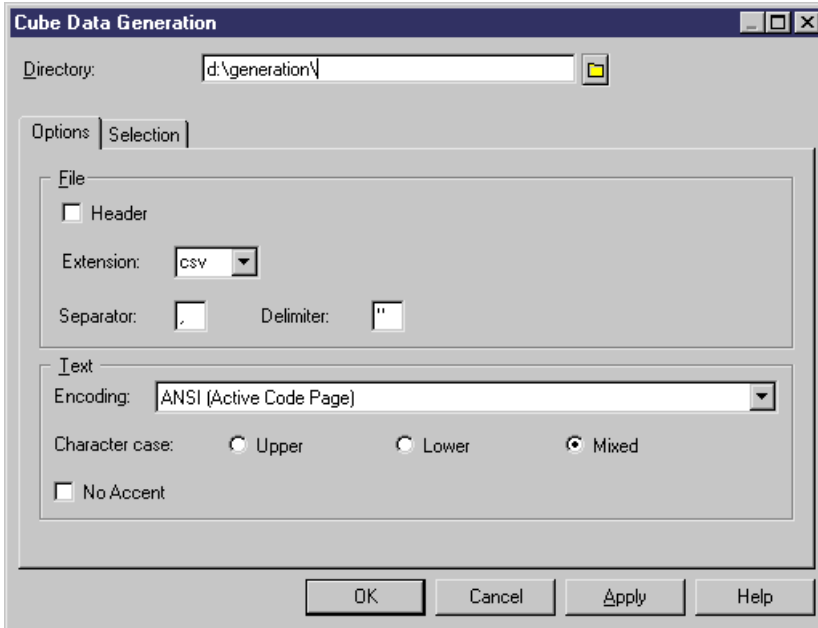 Cube Data Generation
Directory: d:\generation\
Options Selection
File
Header
Extension: csv
Separator: , Delimiter: "
Text
Encoding: ANSI (Active Code Page)
Character case: Upper Lower Mixed
No Accent
OK Cancel Apply Help